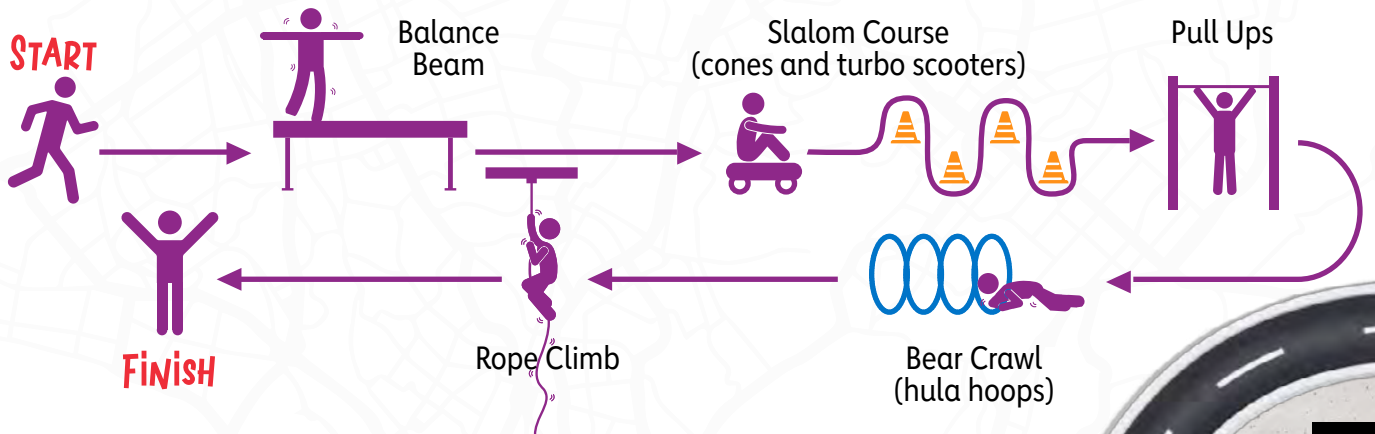 START
Balance
Beam
Slalom Course
(cones and turbo scooters)
Pull Ups
Bear Crawl
(hula hoops)
Rope Climb
FiNiSH